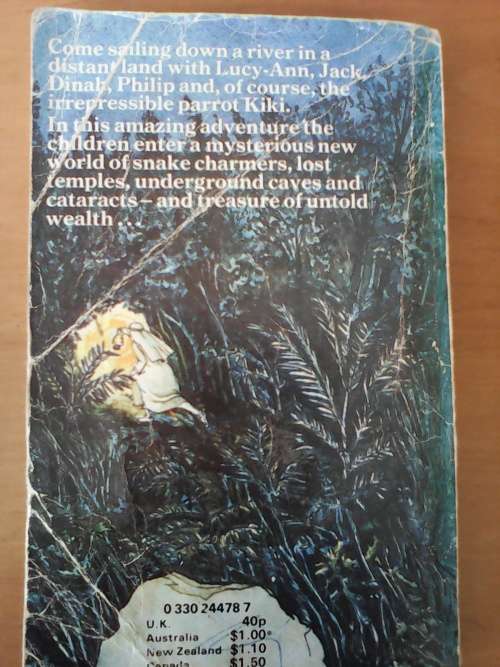 Come sailing down a river in a
distant land with Lucy-Ann, Jack,
Dinah, Philip and, of course, the
irrepressible parrot Kiki.
In this amazing adventure the
children enter a mysterious new
world of snake charmers, lost
temples, underground caves and
cataracts – and treasure of untold
wealth...
0 330 24478 7
U.K. 40p
Australia $1.00*
New Zealand $1.10
Canada $1.50